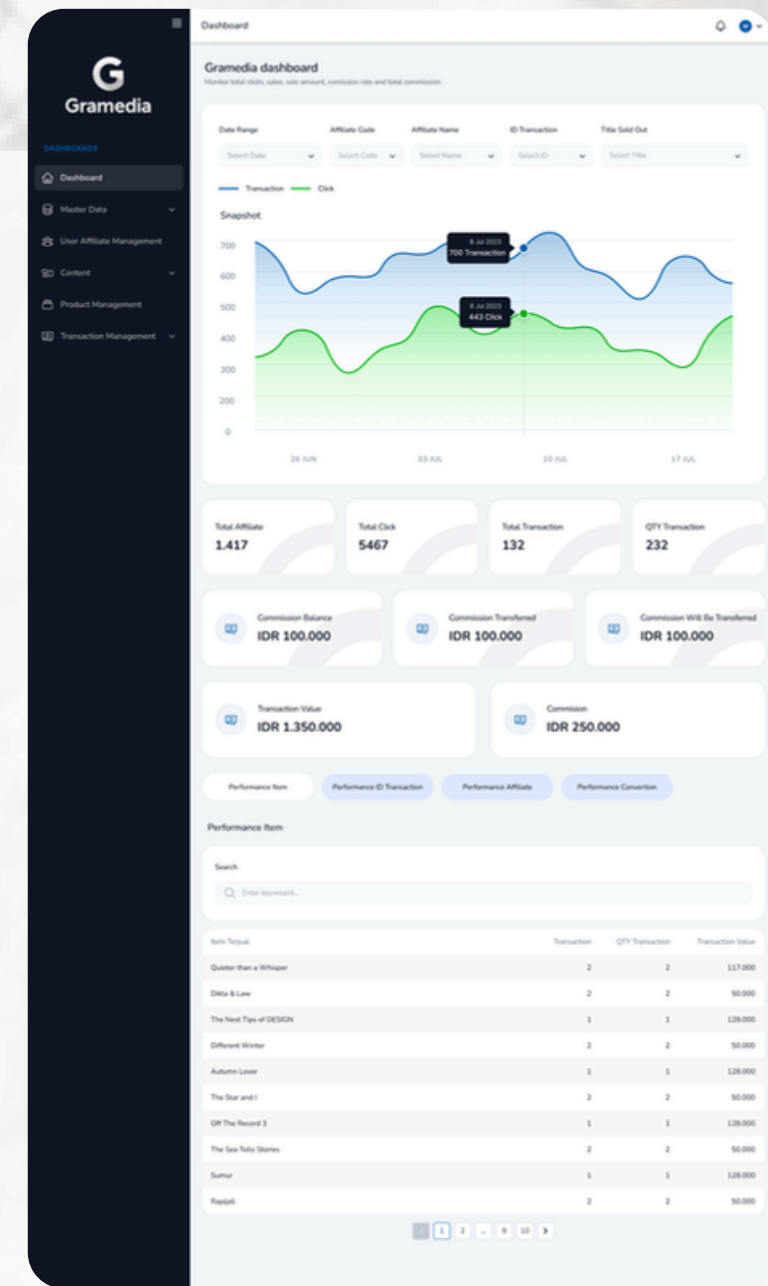 Dashboard
G
Gramedia
DASHBOARDS
Dashboard
Master Data
User Affiliate Management
Content
Product Management
Transaction Management
Gramedia dashboard
Monitor total clicks, sales, sale amount, comission rate and total commission
Date Range Affiliate Code Affiliate Name ID Transaction Title Sold Out
Select Date Select Code Select Name Select ID Select Title
Transaction Click
Snapshot
700
600
500
400
300
200
0
8 Jul 2023
700 Transaction
8 Jul 2023
443 Click
26 JUN 03 JUL 10 JUL 17 JUL
Total Affiliate Total Click Total Transaction QTY Transaction
1.417 5467 132 232
Commission Balance Commission Transferred Commission Will Be Transferred
IDR 100.000 IDR 100.000 IDR 100.000
Transaction Value Commision
IDR 1.350.000 IDR 250.000
Performance Item Performance ID Transaction Performance Affiliate Performance Convertion
Performance Item
Search
Enter keyword..
Item Terjual Transaction QTY Transaction Transaction Value
Quieter than a Whisper 2 2 117.000
Dikta & Law 2 2 50.000
The Nest Tips of DESIGN 1 1 128.000
Different Winter 2 2 50.000
Autumn Lover 1 1 128.000
The Star and I 2 2 50.000
Off The Record 3 1 1 128.000
The Sea Tells Stories 2 2 50.000
Sumur 1 1 128.000
Rapijali 2 2 50.000
1 2 .. 9 10